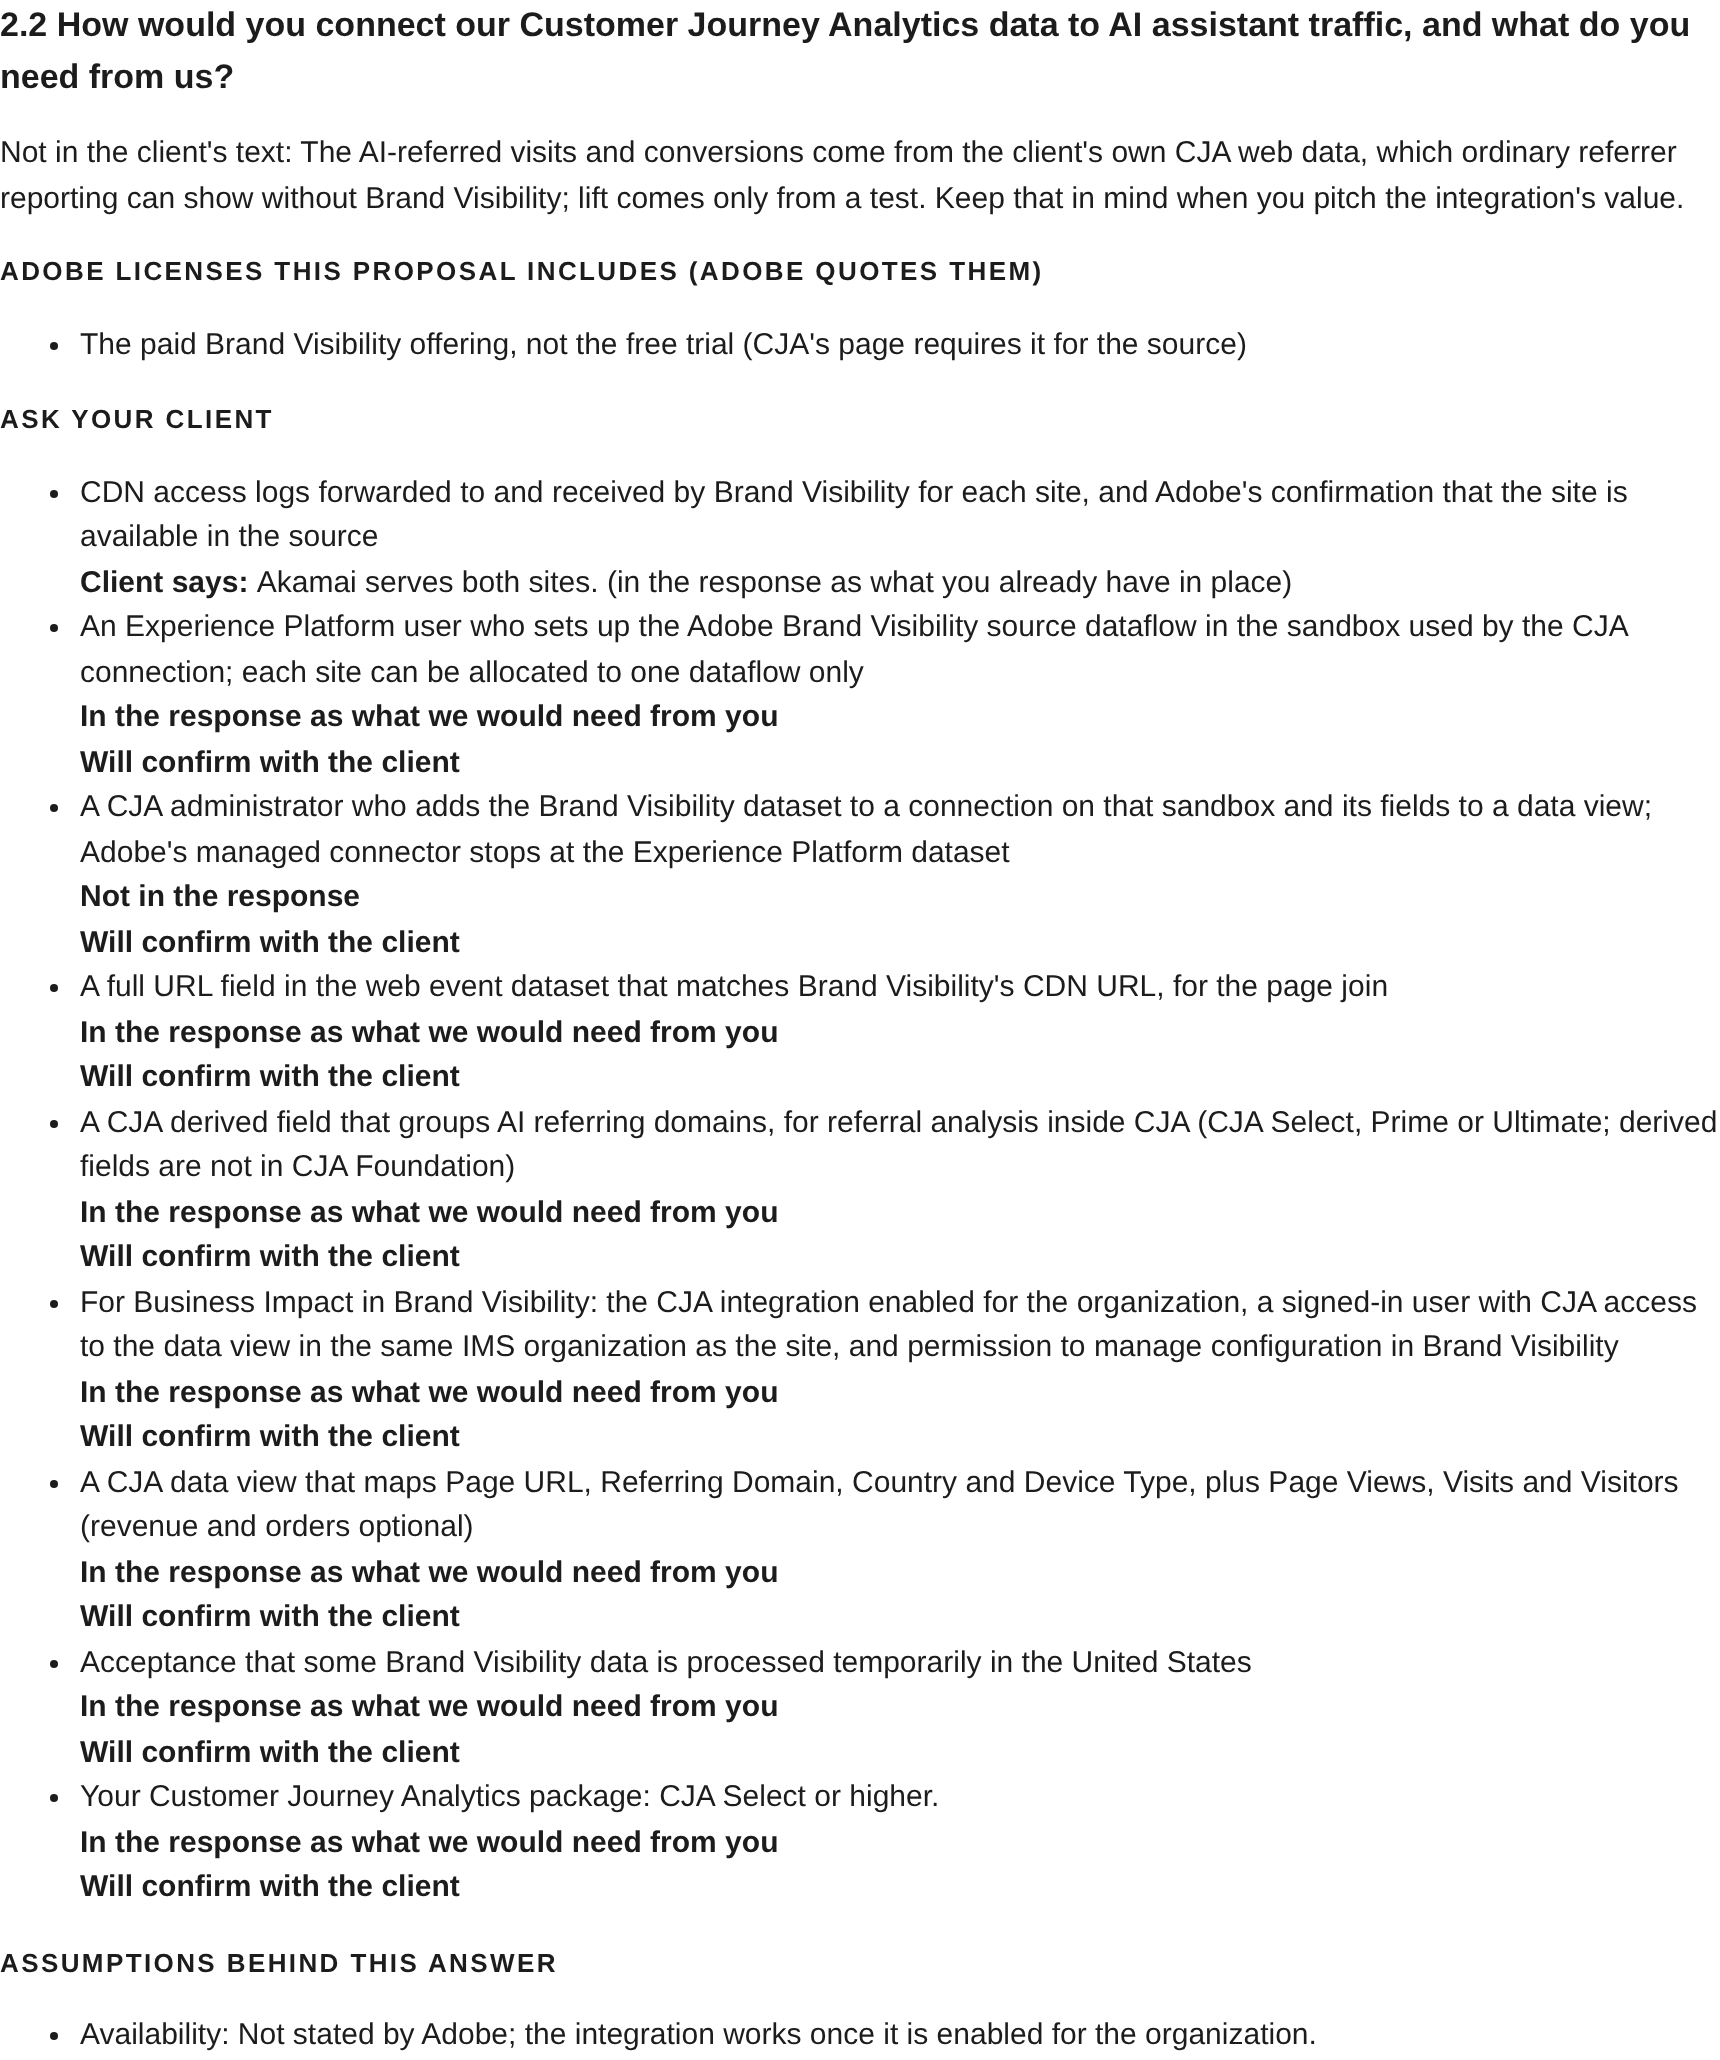 2.2 How would you connect our Customer Journey Analytics data to AI assistant traffic, and what do you
need from us?
Not in the client's text: The AI-referred visits and conversions come from the client's own CJA web data, which ordinary referrer
reporting can show without Brand Visibility; lift comes only from a test. Keep that in mind when you pitch the integration's value.
ADOBE LICENSES THIS PROPOSAL INCLUDES (ADOBE QUOTES THEM)
• The paid Brand Visibility offering, not the free trial (CJA's page requires it for the source)
ASK YOUR CLIENT
• CDN access logs forwarded to and received by Brand Visibility for each site, and Adobe's confirmation that the site is
available in the source
Client says: Akamai serves both sites. (in the response as what you already have in place)
• An Experience Platform user who sets up the Adobe Brand Visibility source dataflow in the sandbox used by the CJA
connection; each site can be allocated to one dataflow only
In the response as what we would need from you
Will confirm with the client
• A CJA administrator who adds the Brand Visibility dataset to a connection on that sandbox and its fields to a data view;
Adobe's managed connector stops at the Experience Platform dataset
Not in the response
Will confirm with the client
• A full URL field in the web event dataset that matches Brand Visibility's CDN URL, for the page join
In the response as what we would need from you
Will confirm with the client
• A CJA derived field that groups AI referring domains, for referral analysis inside CJA (CJA Select, Prime or Ultimate; derived
fields are not in CJA Foundation)
In the response as what we would need from you
Will confirm with the client
• For Business Impact in Brand Visibility: the CJA integration enabled for the organization, a signed-in user with CJA access
to the data view in the same IMS organization as the site, and permission to manage configuration in Brand Visibility
In the response as what we would need from you
Will confirm with the client
• A CJA data view that maps Page URL, Referring Domain, Country and Device Type, plus Page Views, Visits and Visitors
(revenue and orders optional)
In the response as what we would need from you
Will confirm with the client
• Acceptance that some Brand Visibility data is processed temporarily in the United States
In the response as what we would need from you
Will confirm with the client
• Your Customer Journey Analytics package: CJA Select or higher.
In the response as what we would need from you
Will confirm with the client
ASSUMPTIONS BEHIND THIS ANSWER
• Availability: Not stated by Adobe; the integration works once it is enabled for the organization.